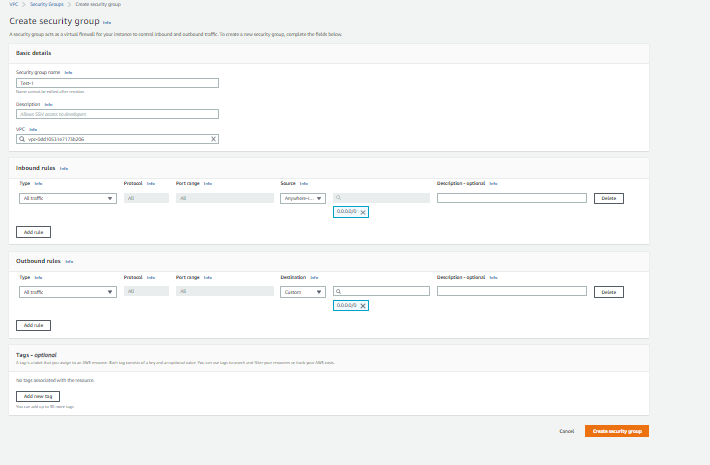 VPC > Security Groups > Create security group
Create security group Info
A security group acts as a virtual firewall for your instance to control inbound and outbound traffic. To create a new security group, complete the fields below.
Basic details
Security group name Info
Test-1
Name cannot be edited after creation.
Description Info
Allows SSH access to developers
VPC Info
Inbound rules Info
Type Info Protocol Info Port range Info Source Info Description - optional Info
All traffic All All Anywhere-I... Delete
0.0.0.0/0
Add rule
Outbound rules Info
Type Info Protocol Info Port range Info Destination Info Description - optional Info
All traffic All All Custom Delete
0.0.0.0/0
Add rule
Tags - optional
A tag is a label that you assign to an AWS resource. Each tag consists of a key and an optional value. You can use tags to search and filter your resources or track your AWS costs.
No tags associated with the resource.
Add new tag
You can add up to 50 more tags
Cancel Create security group